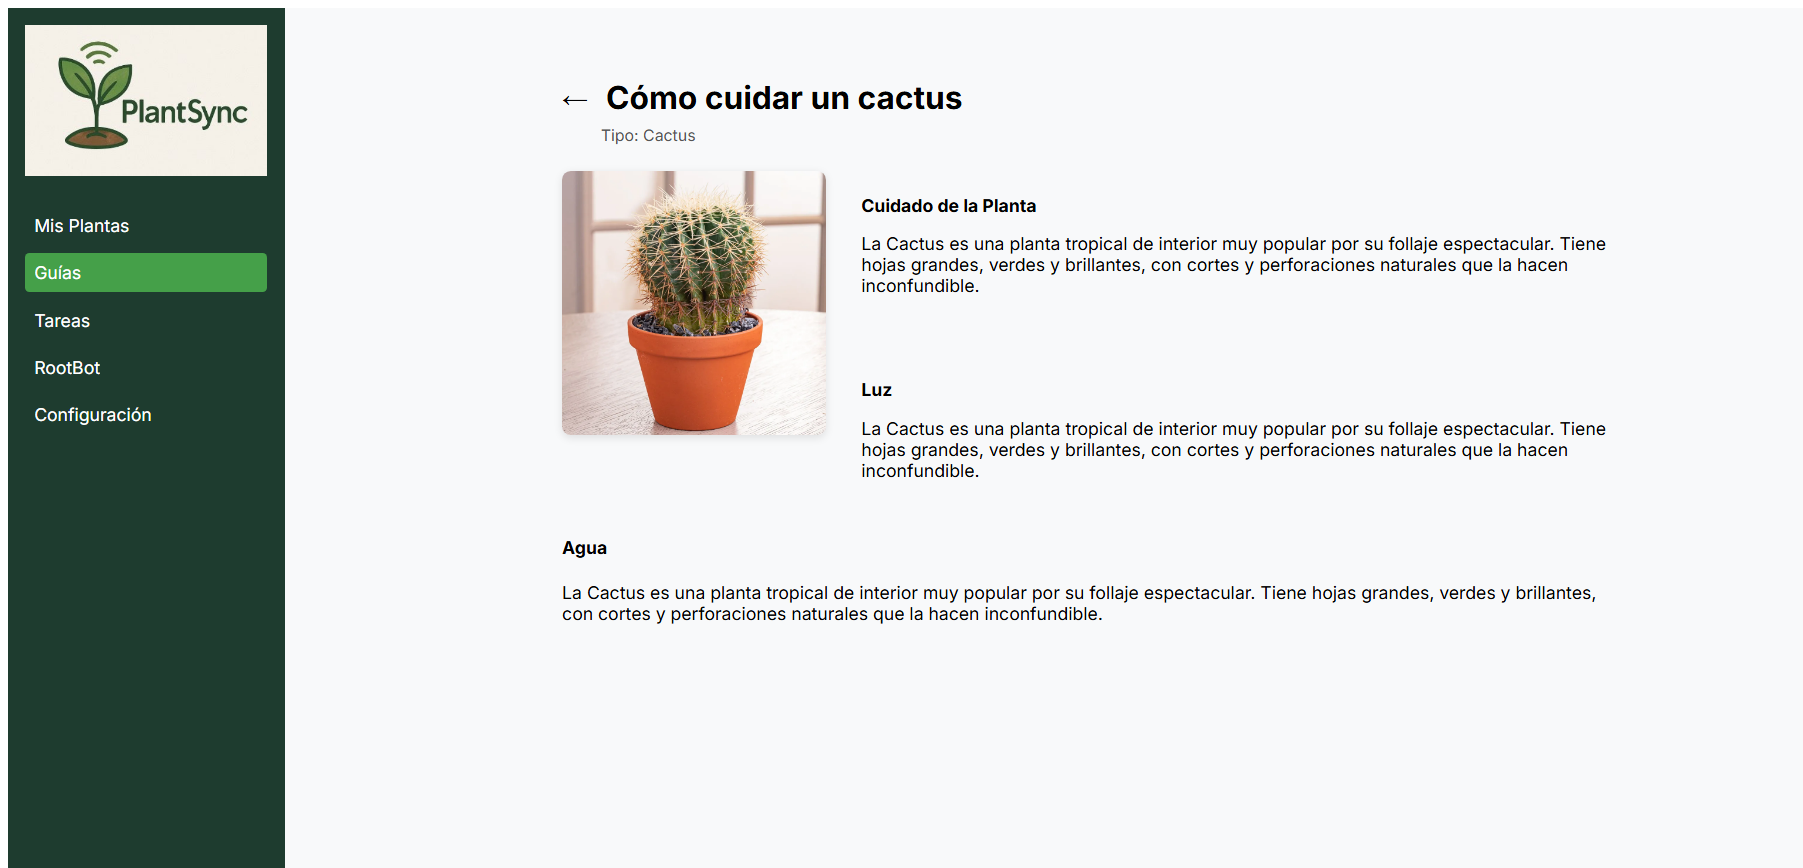 PlantSync
Mis Plantas
Guías
Tareas
RootBot
Configuración
← Cómo cuidar un cactus
Tipo: Cactus
Cuidado de la Planta
La Cactus es una planta tropical de interior muy popular por su follaje espectacular. Tiene
hojas grandes, verdes y brillantes, con cortes y perforaciones naturales que la hacen
inconfundible.
Luz
La Cactus es una planta tropical de interior muy popular por su follaje espectacular. Tiene
hojas grandes, verdes y brillantes, con cortes y perforaciones naturales que la hacen
inconfundible.
Agua
La Cactus es una planta tropical de interior muy popular por su follaje espectacular. Tiene hojas grandes, verdes y brillantes,
con cortes y perforaciones naturales que la hacen inconfundible.